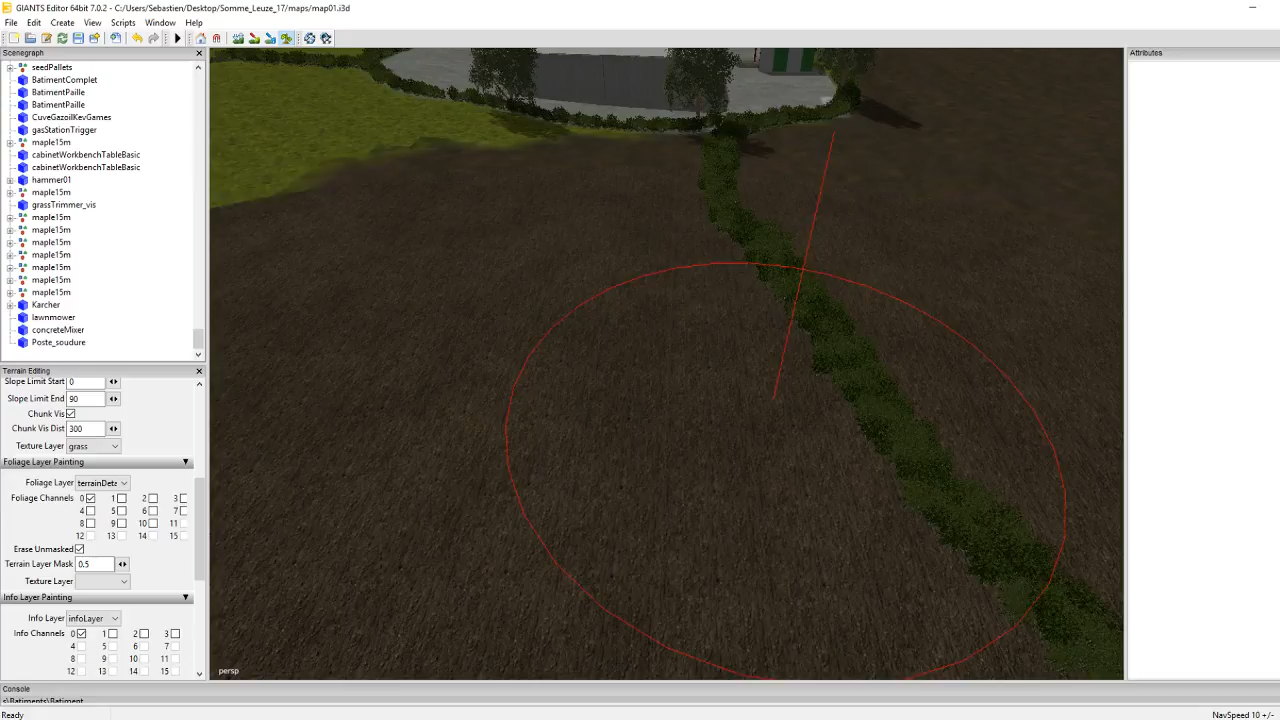 GIANTS Editor 64bit 7.0.2 - C:/Users/Sebastien/Desktop/Somme_Leuze_17/maps/map01.i3d
File Edit Create View Scripts Window Help
Scenegraph
seedPallets
BatimentComplet
BatimentPaille
BatimentPaille
CuveGazoilKevGames
gasStationTrigger
maple15m
cabinetWorkbenchTableBasic
cabinetWorkbenchTableBasic
hammer01
maple15m
grassTrimmer_vis
maple15m
maple15m
maple15m
maple15m
maple15m
maple15m
maple15m
Karcher
lawnmower
concreteMixer
Poste_soudure
Terrain Editing
Slope Limit Start 0
Slope Limit End 90
Chunk Vis
Chunk Vis Dist 300
Texture Layer grass
Foliage Layer Painting
Foliage Layer terrainDeta
Foliage Channels 0 1 2 3
4 5 6 7
8 9 10 11
12 13 14 15
Erase Unmasked
Terrain Layer Mask 0.5
Texture Layer
Info Layer Painting
Info Layer infoLayer
Info Channels 0 1 2 3
4 5 6 7
8 9 10 11
12 13 14 15
persp
Attributes
Console
s\Batiments\Batiment
Ready
NavSpeed 10 +/-